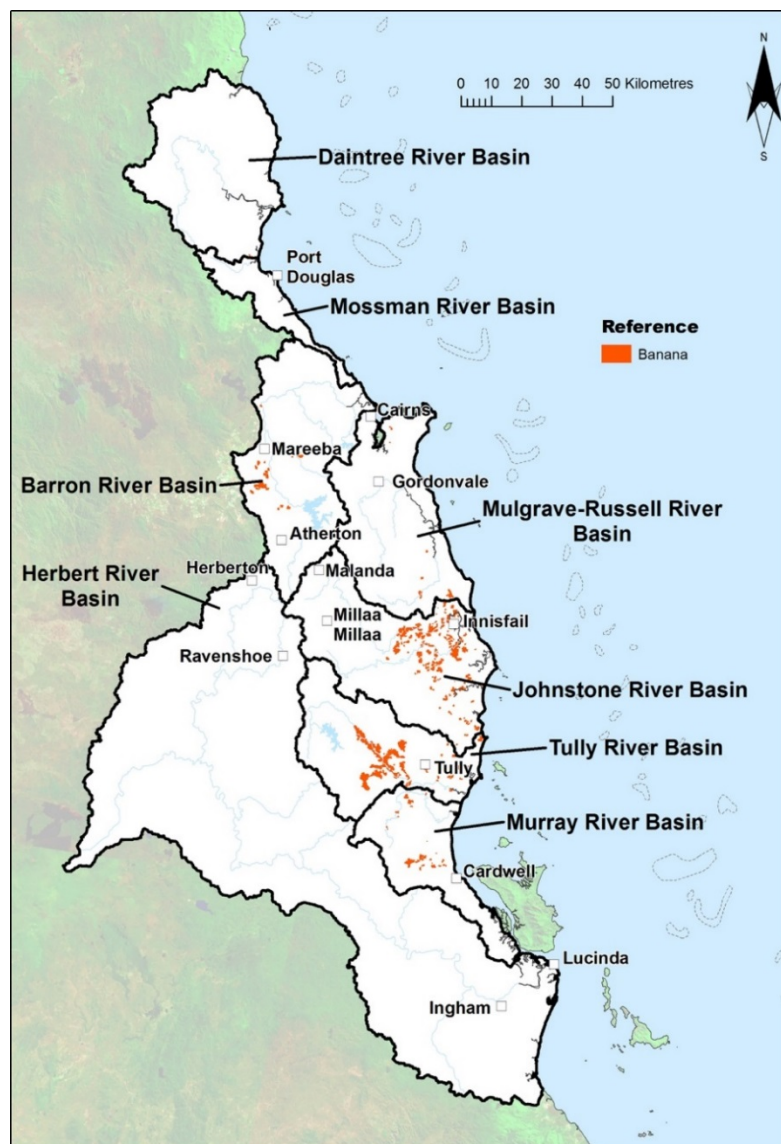 N
0 10 20 30 40 50 Kilometres
S
Daintree River Basin
Port
Douglas
Mossman River Basin
Reference
Banana
Cairns
Mareeba
Barron River Basin
Gordonvale
Mulgrave-Russell River
Basin
Atherton
Herberton
Malanda
Herbert River
Basin
Millaa
Millaa
Innisfail
Ravenshoe
Johnstone River Basin
Tully River Basin
Tully
Murray River Basin
Cardwell
Lucinda
Ingham